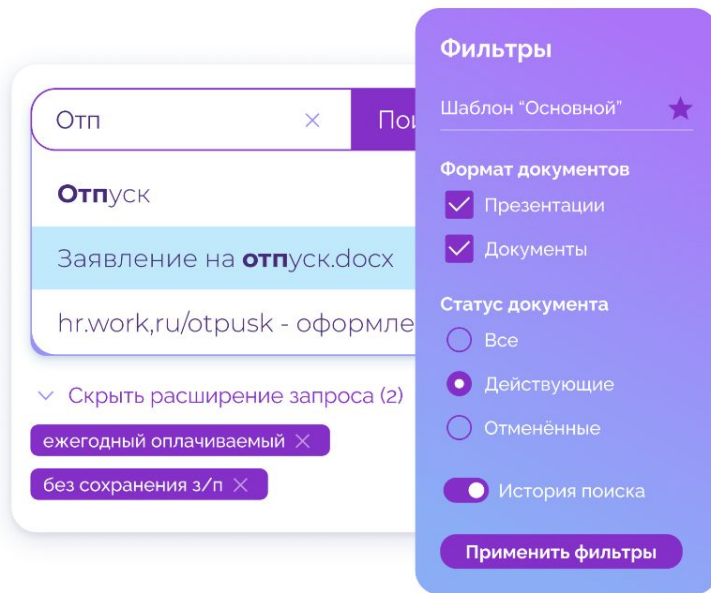 Отп
Пои
Отпуск
Заявление на отпуск.docx
hr.work,ru/otpusk - оформле
Скрыть расширение запроса (2)
ежегодный оплачиваемый
без сохранения з/п
Фильтры
Шаблон “Основной”
Формат документов
Презентации
Документы
Статус документа
Все
Действующие
Отменённые
История поиска
Применить фильтры